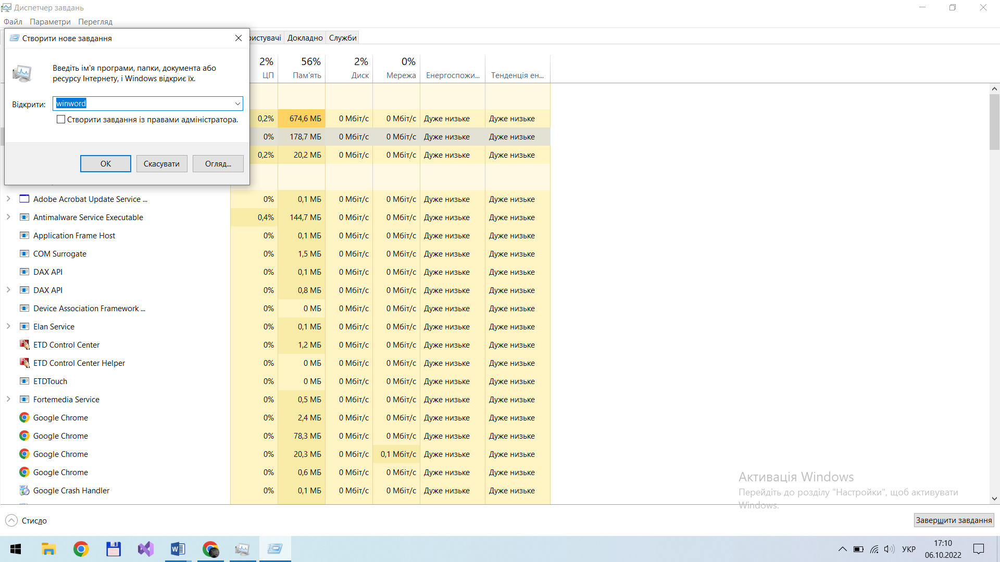 Диспетчер завдань
Файл Параметри Перегляд
Створити нове завдання
ристувачі Докладно Служби
Введіть ім'я програми, папки, документа або
ресурсу Інтернету, і Windows відкриє їх.
Відкрити: winword
Створити завдання із правами адміністратора.
OK Скасувати Огляд...
2% 56% 2% 0%
ЦП Пам'ять Диск Мережа Енергоспожи... Тенденція ен...
0,2% 674,6 МБ 0 Мбіт/с 0 Мбіт/с Дуже низьке Дуже низьке
0% 178,7 МБ 0 Мбіт/с 0 Мбіт/с Дуже низьке Дуже низьке
0,2% 20,2 МБ 0 Мбіт/с 0 Мбіт/с Дуже низьке Дуже низьке
Adobe Acrobat Update Service ... 0% 0,1 МБ 0 Мбіт/с 0 Мбіт/с Дуже низьке Дуже низьке
Antimalware Service Executable 0,4% 144,7 МБ 0 Мбіт/с 0 Мбіт/с Дуже низьке Дуже низьке
Application Frame Host 0% 0,1 МБ 0 Мбіт/с 0 Мбіт/с Дуже низьке Дуже низьке
COM Surrogate 0% 1,5 МБ 0 Мбіт/с 0 Мбіт/с Дуже низьке Дуже низьке
DAX API 0% 0,1 МБ 0 Мбіт/с 0 Мбіт/с Дуже низьке Дуже низьке
DAX API 0% 0,8 МБ 0 Мбіт/с 0 Мбіт/с Дуже низьке Дуже низьке
Device Association Framework ... 0% 0 МБ 0 Мбіт/с 0 Мбіт/с Дуже низьке Дуже низьке
Elan Service 0% 0,1 МБ 0 Мбіт/с 0 Мбіт/с Дуже низьке Дуже низьке
ETD Control Center 0% 1,2 МБ 0 Мбіт/с 0 Мбіт/с Дуже низьке Дуже низьке
ETD Control Center Helper 0% 0 МБ 0 Мбіт/с 0 Мбіт/с Дуже низьке Дуже низьке
ETDTouch 0% 0 МБ 0 Мбіт/с 0 Мбіт/с Дуже низьке Дуже низьке
Fortemedia Service 0% 0,5 МБ 0 Мбіт/с 0 Мбіт/с Дуже низьке Дуже низьке
Google Chrome 0% 2,4 МБ 0 Мбіт/с 0 Мбіт/с Дуже низьке Дуже низьке
Google Chrome 0% 78,3 МБ 0 Мбіт/с 0 Мбіт/с Дуже низьке Дуже низьке
Google Chrome 0% 20,3 МБ 0 Мбіт/с 0,1 Мбіт/с Дуже низьке Дуже низьке
Google Chrome 0% 0,6 МБ 0 Мбіт/с 0 Мбіт/с Дуже низьке Дуже низьке
Google Crash Handler 0% 0,1 МБ 0 Мбіт/с 0 Мбіт/с Дуже низьке Дуже низьке
Активація Windows
Перейдіть до розділу "Настройки", щоб активувати
Windows.
Стисло
Завершити завдання
УКР
17:10
06.10.2022